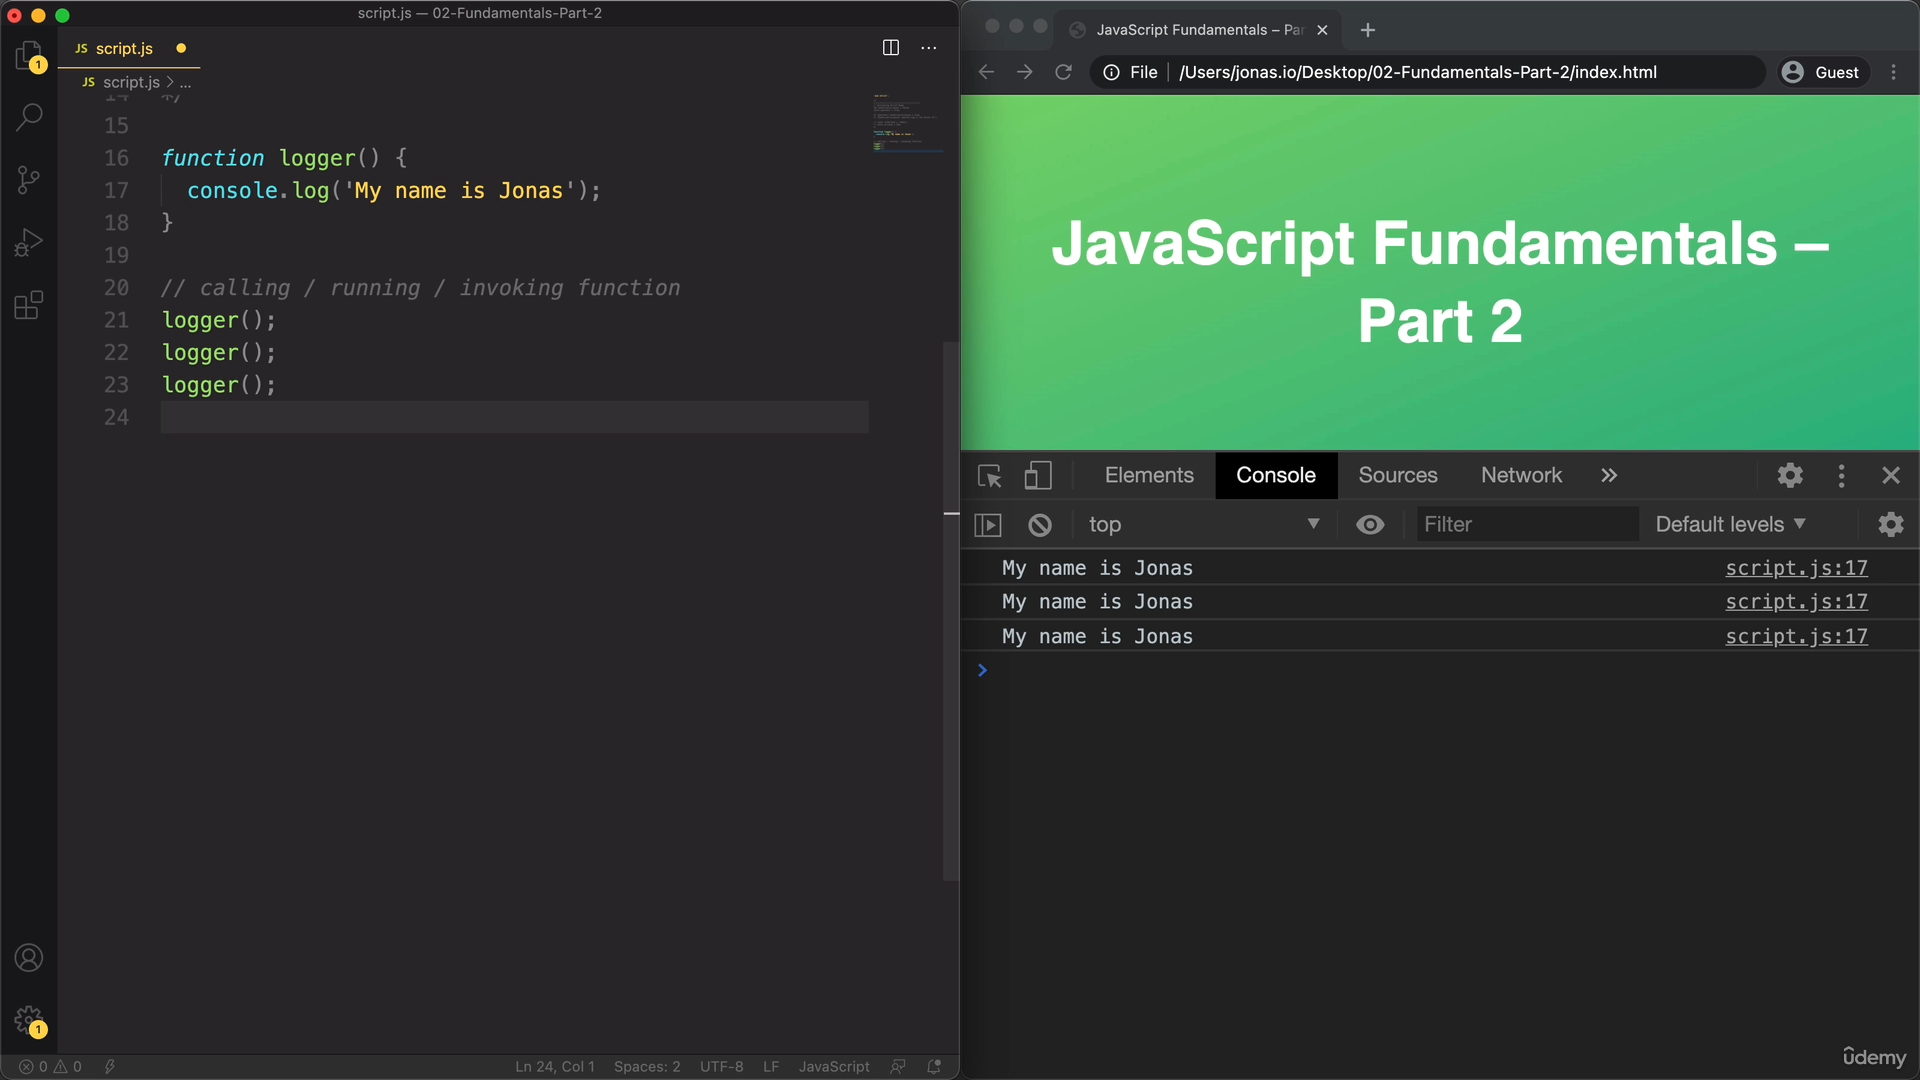 script.js — 02-Fundamentals-Part-2
JS script.js
JS script.js > ...
14 */
15
16 function logger() {
17 console.log('My name is Jonas');
18 }
19
20 // calling / running / invoking function
21 logger();
22 logger();
23 logger();
24
1
1
0 0
Ln 24, Col 1 Spaces: 2 UTF-8 LF JavaScript
JavaScript Fundamentals – Par
File /Users/jonas.io/Desktop/02-Fundamentals-Part-2/index.html Guest
JavaScript Fundamentals –
Part 2
Elements Console Sources Network »
top Filter Default levels
My name is Jonas script.js:17
My name is Jonas script.js:17
My name is Jonas script.js:17
>
ûdemy